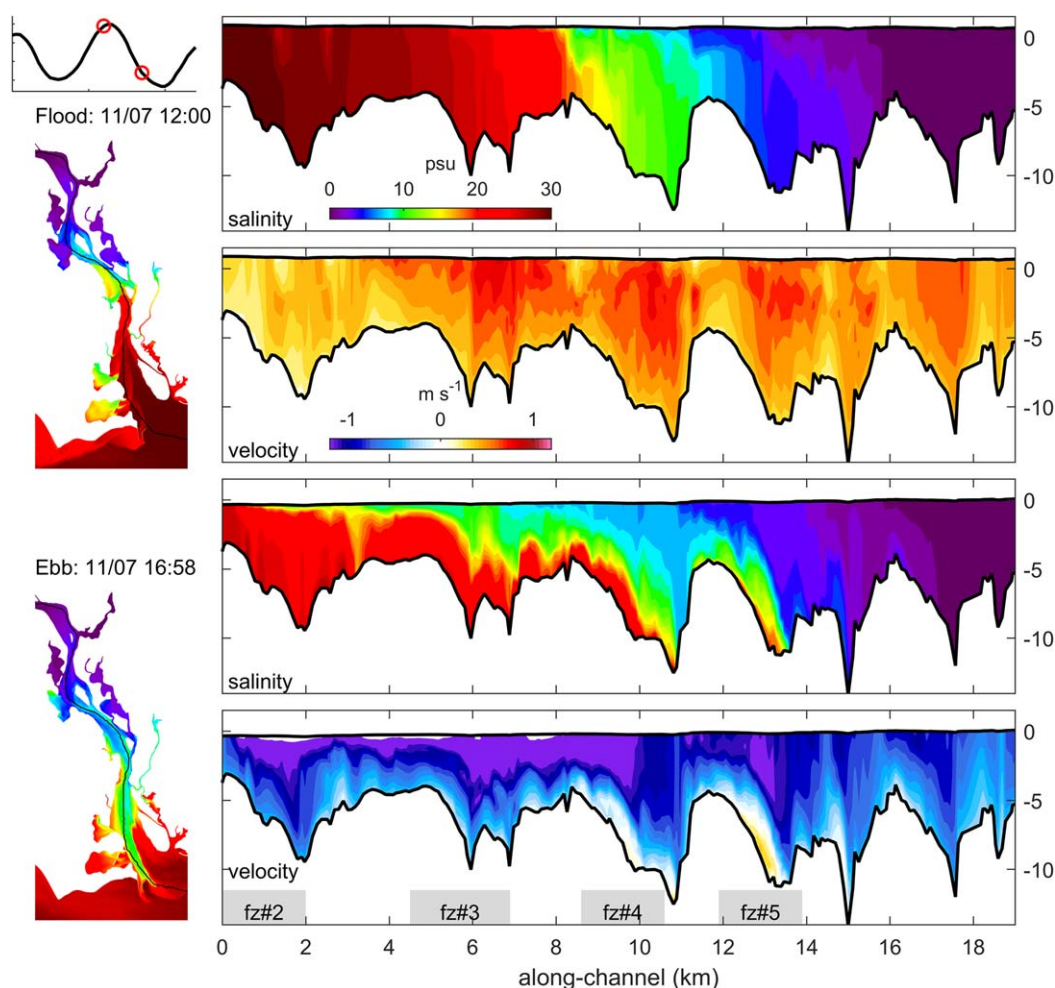 Flood: 11/07 12:00
0
-5
-10
psu
0 10 20 30
salinity
0
-5
-10
m s-1
-1 0 1
velocity
Ebb: 11/07 16:58
0
-5
-10
salinity
0
-5
-10
velocity
fz#2 fz#3 fz#4 fz#5
0 2 4 6 8 10 12 14 16 18
along-channel (km)